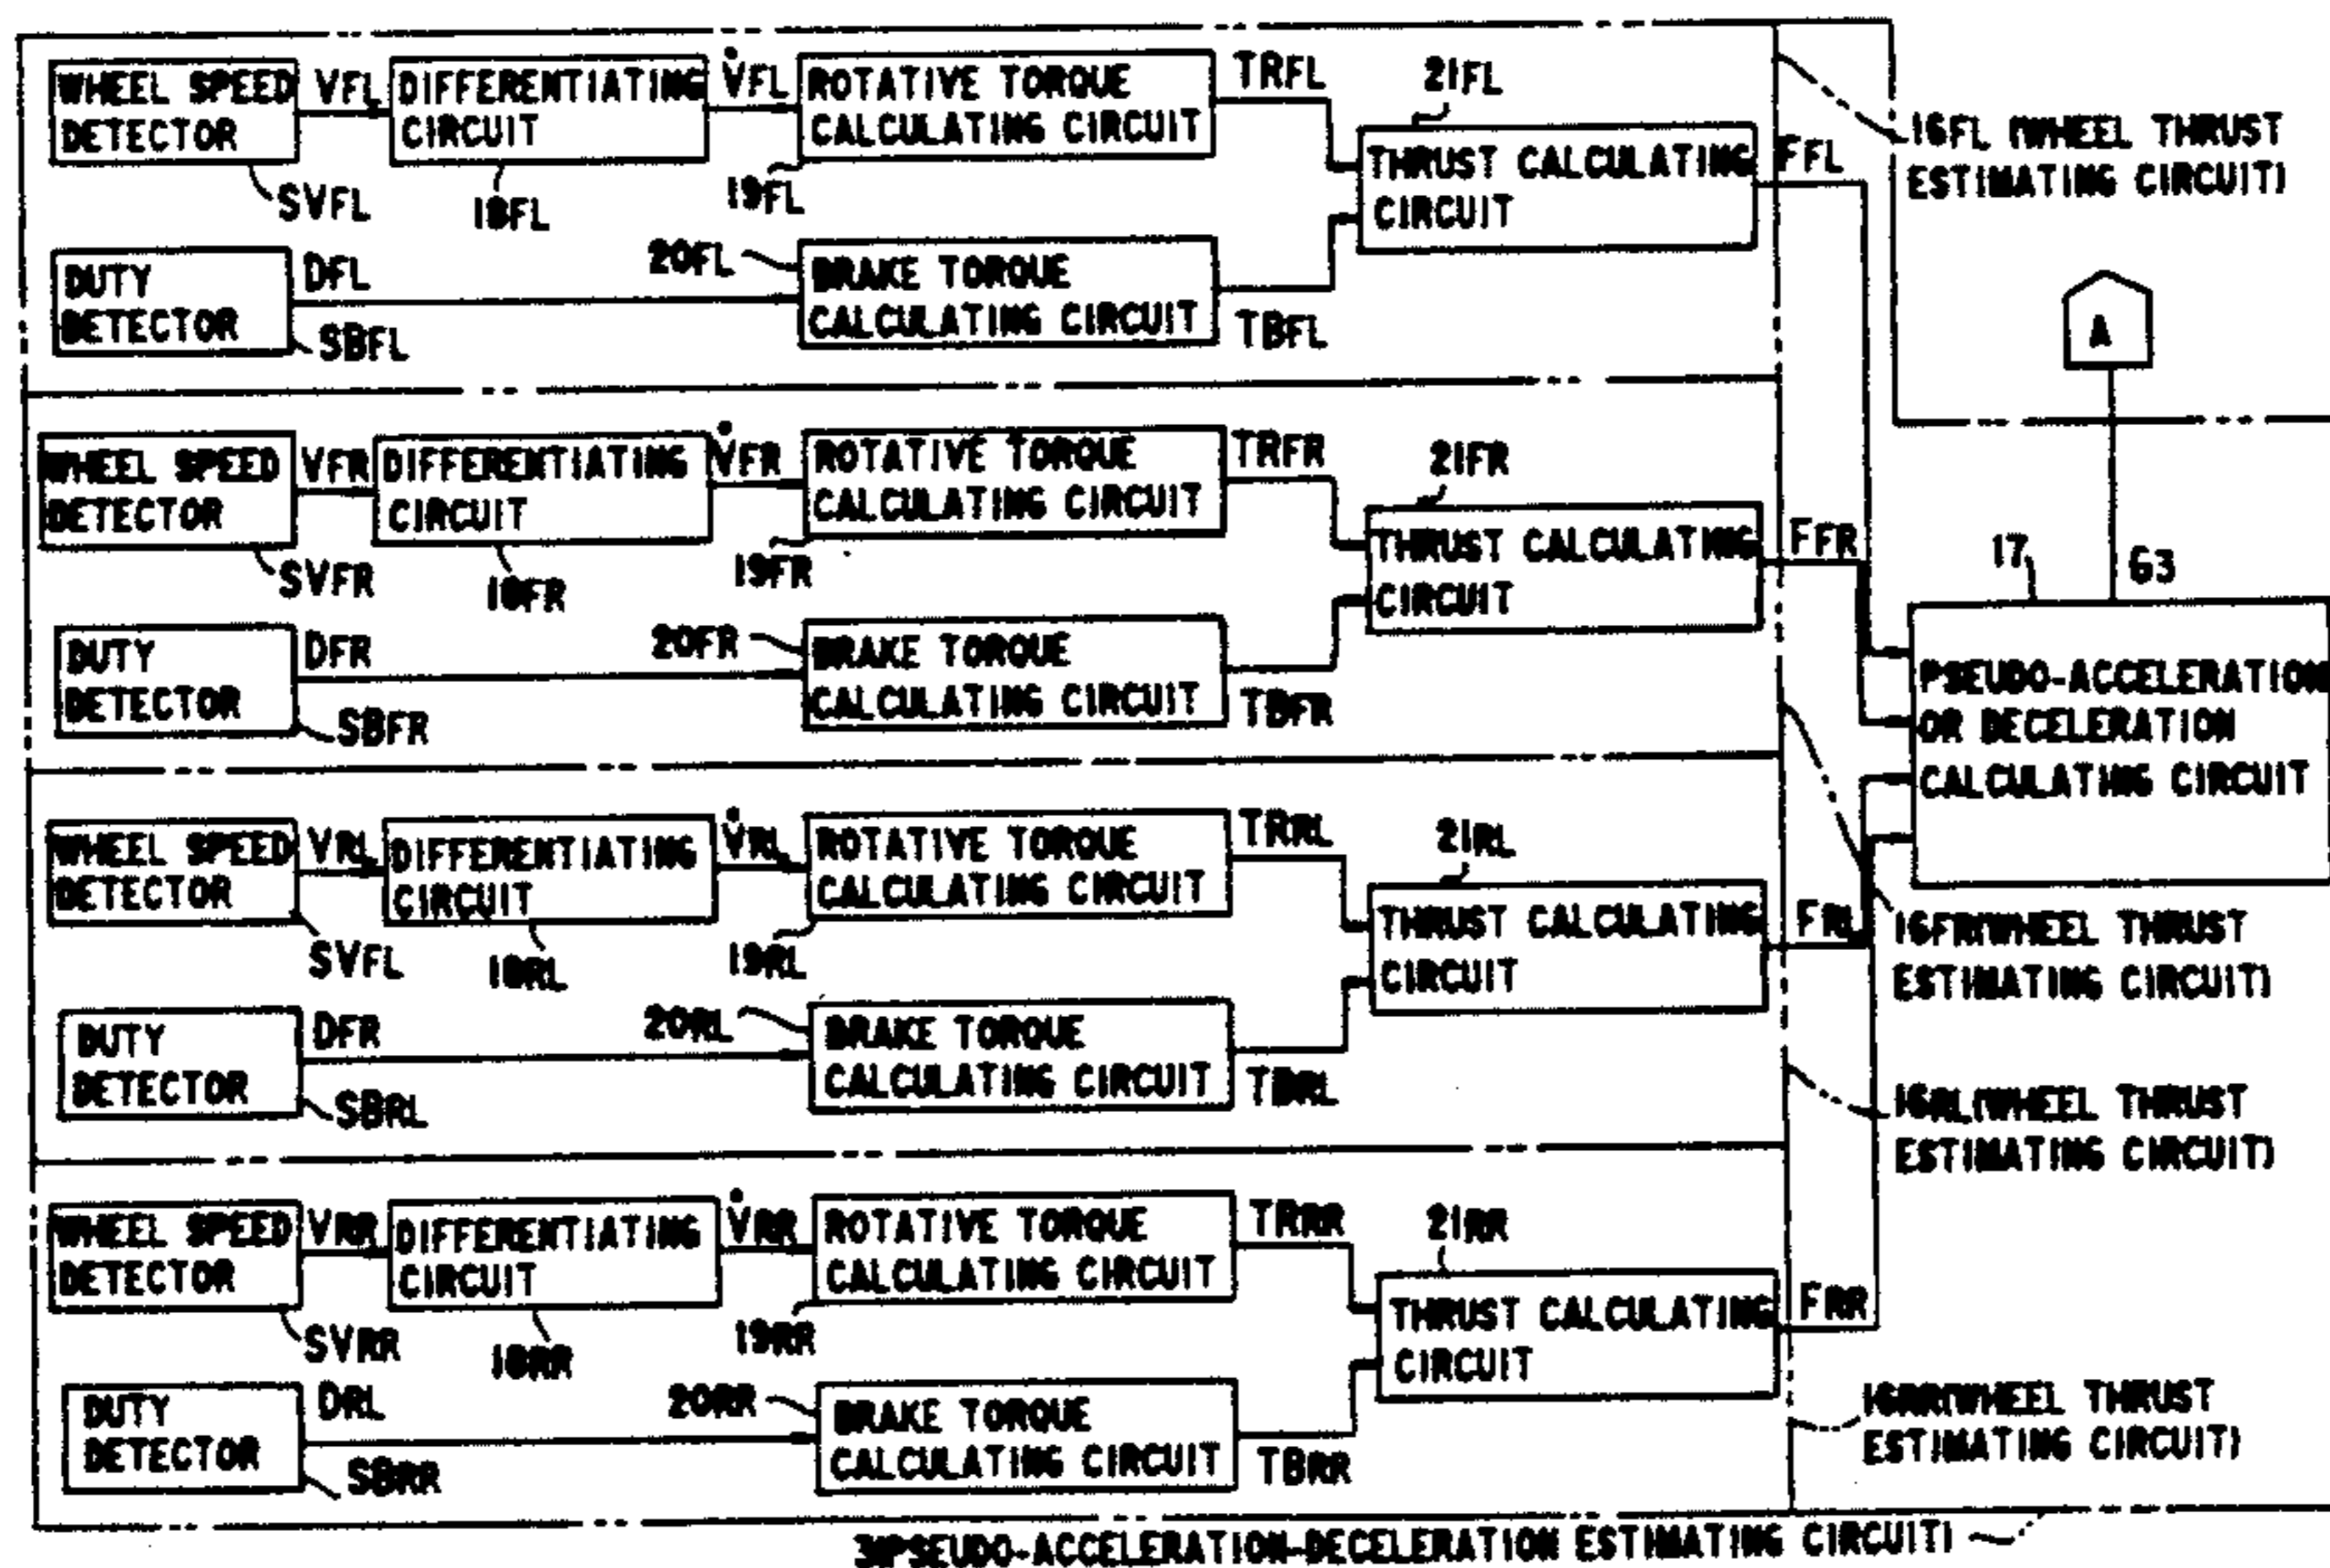 WHEEL SPEED
DETECTOR
VFL
DIFFERENTIATING
CIRCUIT
V̇FL
ROTATIVE TORQUE
CALCULATING CIRCUIT
TRFL
21FL
THRUST CALCULATING
CIRCUIT
FFL
16FL (WHEEL THRUST
ESTIMATING CIRCUIT)
SVFL
18FL
19FL
DUTY
DETECTOR
DFL
SBFL
20FL
BRAKE TORQUE
CALCULATING CIRCUIT
TBFL
A
WHEEL SPEED
DETECTOR
VFR
DIFFERENTIATING
CIRCUIT
V̇FR
ROTATIVE TORQUE
CALCULATING CIRCUIT
TRFR
21FR
THRUST CALCULATING
CIRCUIT
FFR
SVFR
18FR
19FR
DUTY
DETECTOR
DFR
SBFR
20FR
BRAKE TORQUE
CALCULATING CIRCUIT
TBFR
17
G3
PSEUDO-ACCELERATION
OR DECELERATION
CALCULATING CIRCUIT
WHEEL SPEED
DETECTOR
VRL
DIFFERENTIATING
CIRCUIT
V̇RL
ROTATIVE TORQUE
CALCULATING CIRCUIT
TRRL
21RL
THRUST CALCULATING
CIRCUIT
FRL
16FR(WHEEL THRUST
ESTIMATING CIRCUIT)
SVFL
18RL
19RL
DUTY
DETECTOR
DFR
SBRL
20RL
BRAKE TORQUE
CALCULATING CIRCUIT
TBRL
16RL(WHEEL THRUST
ESTIMATING CIRCUIT)
WHEEL SPEED
DETECTOR
VRR
DIFFERENTIATING
CIRCUIT
V̇RR
ROTATIVE TORQUE
CALCULATING CIRCUIT
TRRR
21RR
THRUST CALCULATING
CIRCUIT
FRR
SVRR
18RR
19RR
DUTY
DETECTOR
DRL
SBRR
20RR
BRAKE TORQUE
CALCULATING CIRCUIT
TBRR
16RR(WHEEL THRUST
ESTIMATING CIRCUIT)
3(PSEUDO-ACCELERATION-DECELERATION ESTIMATING CIRCUIT)